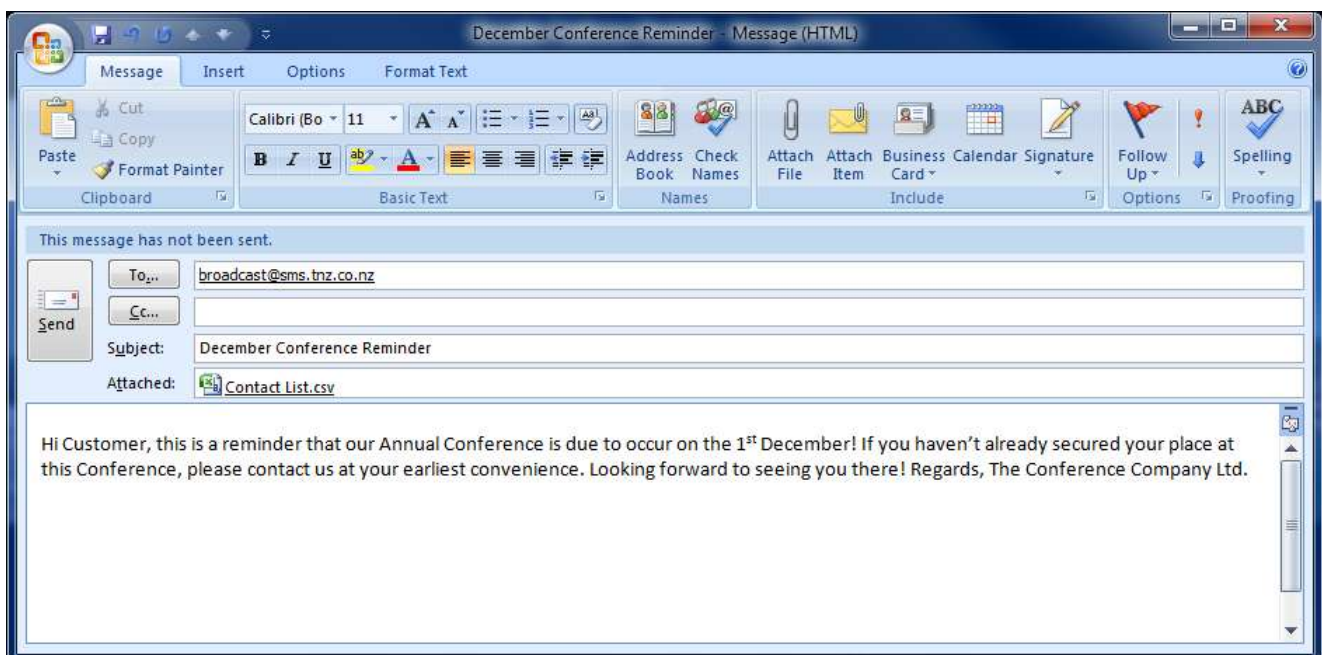 December Conference Reminder - Message (HTML)
Message Insert Options Format Text
Cut
Copy
Paste
Format Painter
Clipboard
Calibri (Bo 11 A A Aa
B I U ab A
Basic Text
Address Book
Check Names
Names
Attach File
Attach Item
Business Card
Calendar
Signature
Include
Follow Up
Options
ABC
Spelling
Proofing
This message has not been sent.
Send
To... broadcast@sms.tnz.co.nz
Cc...
Subject: December Conference Reminder
Attached: Contact List.csv
Hi Customer, this is a reminder that our Annual Conference is due to occur on the 1st December! If you haven’t already secured your place at
this Conference, please contact us at your earliest convenience. Looking forward to seeing you there! Regards, The Conference Company Ltd.